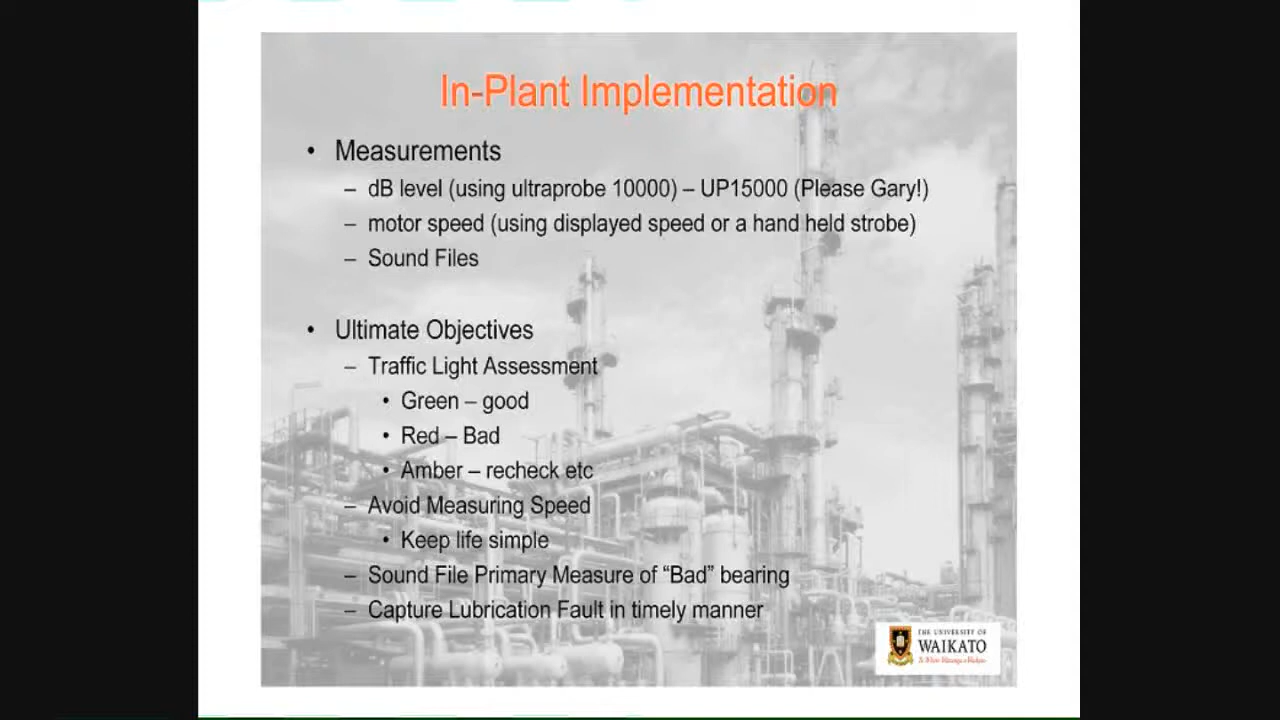 In-Plant Implementation
• Measurements
– dB level (using ultraprobe 10000) – UP15000 (Please Gary!)
– motor speed (using displayed speed or a hand held strobe)
– Sound Files
• Ultimate Objectives
– Traffic Light Assessment
• Green – good
• Red – Bad
• Amber – recheck etc
– Avoid Measuring Speed
• Keep life simple
– Sound File Primary Measure of “Bad” bearing
– Capture Lubrication Fault in timely manner
THE UNIVERSITY OF
WAIKATO